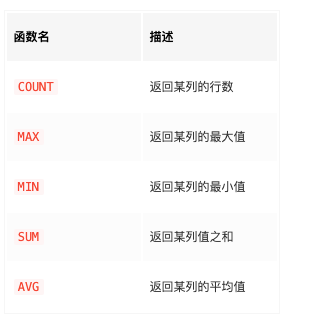 函数名 描述
COUNT 返回某列的行数
MAX 返回某列的最大值
MIN 返回某列的最小值
SUM 返回某列值之和
AVG 返回某列的平均值